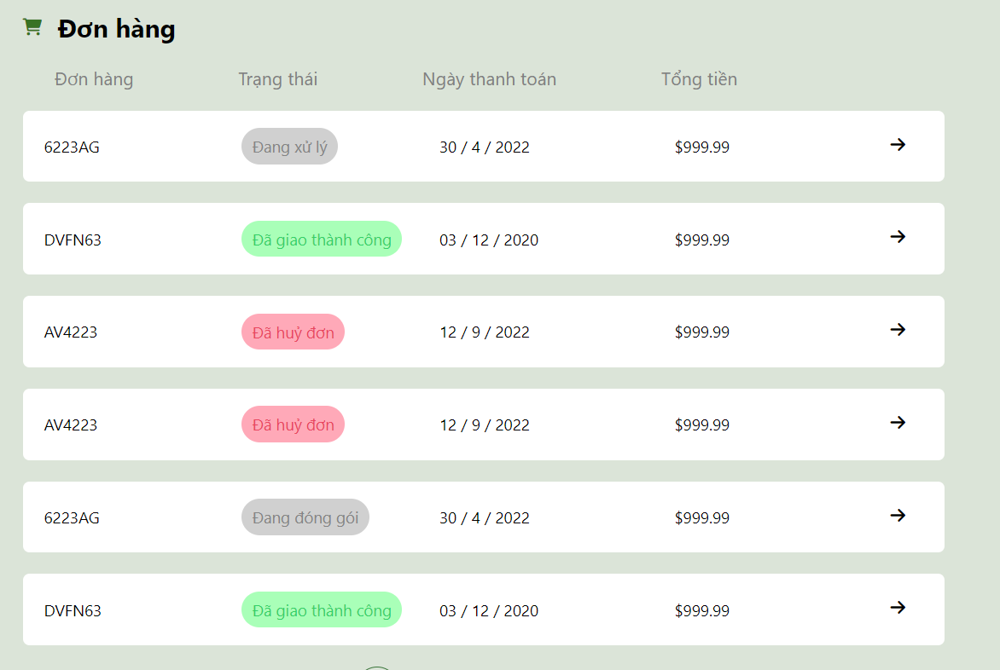 Đơn hàng
Đơn hàng Trạng thái Ngày thanh toán Tổng tiền
6223AG Đang xử lý 30 / 4 / 2022 $999.99
DVFN63 Đã giao thành công 03 / 12 / 2020 $999.99
AV4223 Đã huỷ đơn 12 / 9 / 2022 $999.99
AV4223 Đã huỷ đơn 12 / 9 / 2022 $999.99
6223AG Đang đóng gói 30 / 4 / 2022 $999.99
DVFN63 Đã giao thành công 03 / 12 / 2020 $999.99